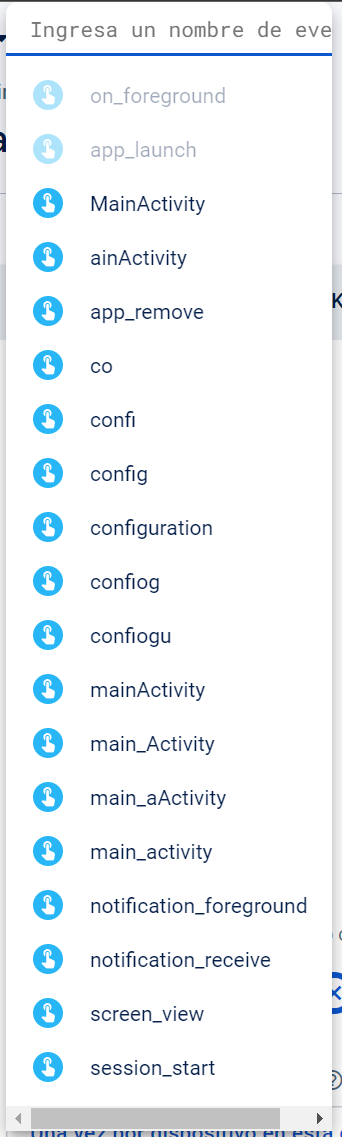 Ingresa un nombre de eve
on_foreground
app_launch
MainActivity
ainActivity
app_remove
co
confi
config
configuration
confiog
confiogu
mainActivity
main_Activity
main_aActivity
main_activity
notification_foreground
notification_receive
screen_view
session_start